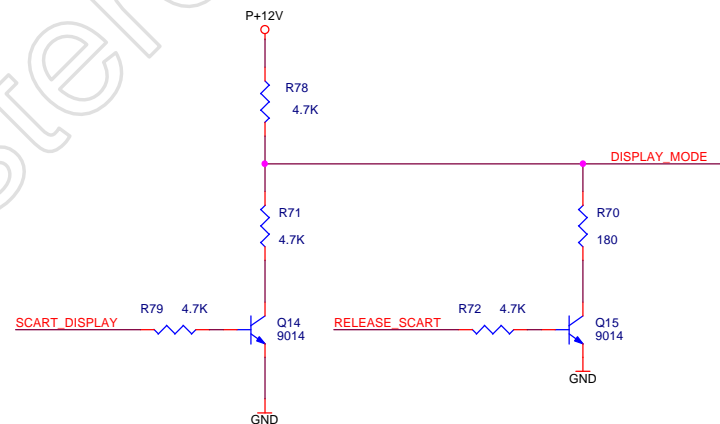 P+12V
R78
4.7K
DISPLAY_MODE
R71
4.7K
R70
180
R79 4.7K
SCART_DISPLAY
Q14
9014
R72 4.7K
RELEASE_SCART
Q15
9014
GND
GND